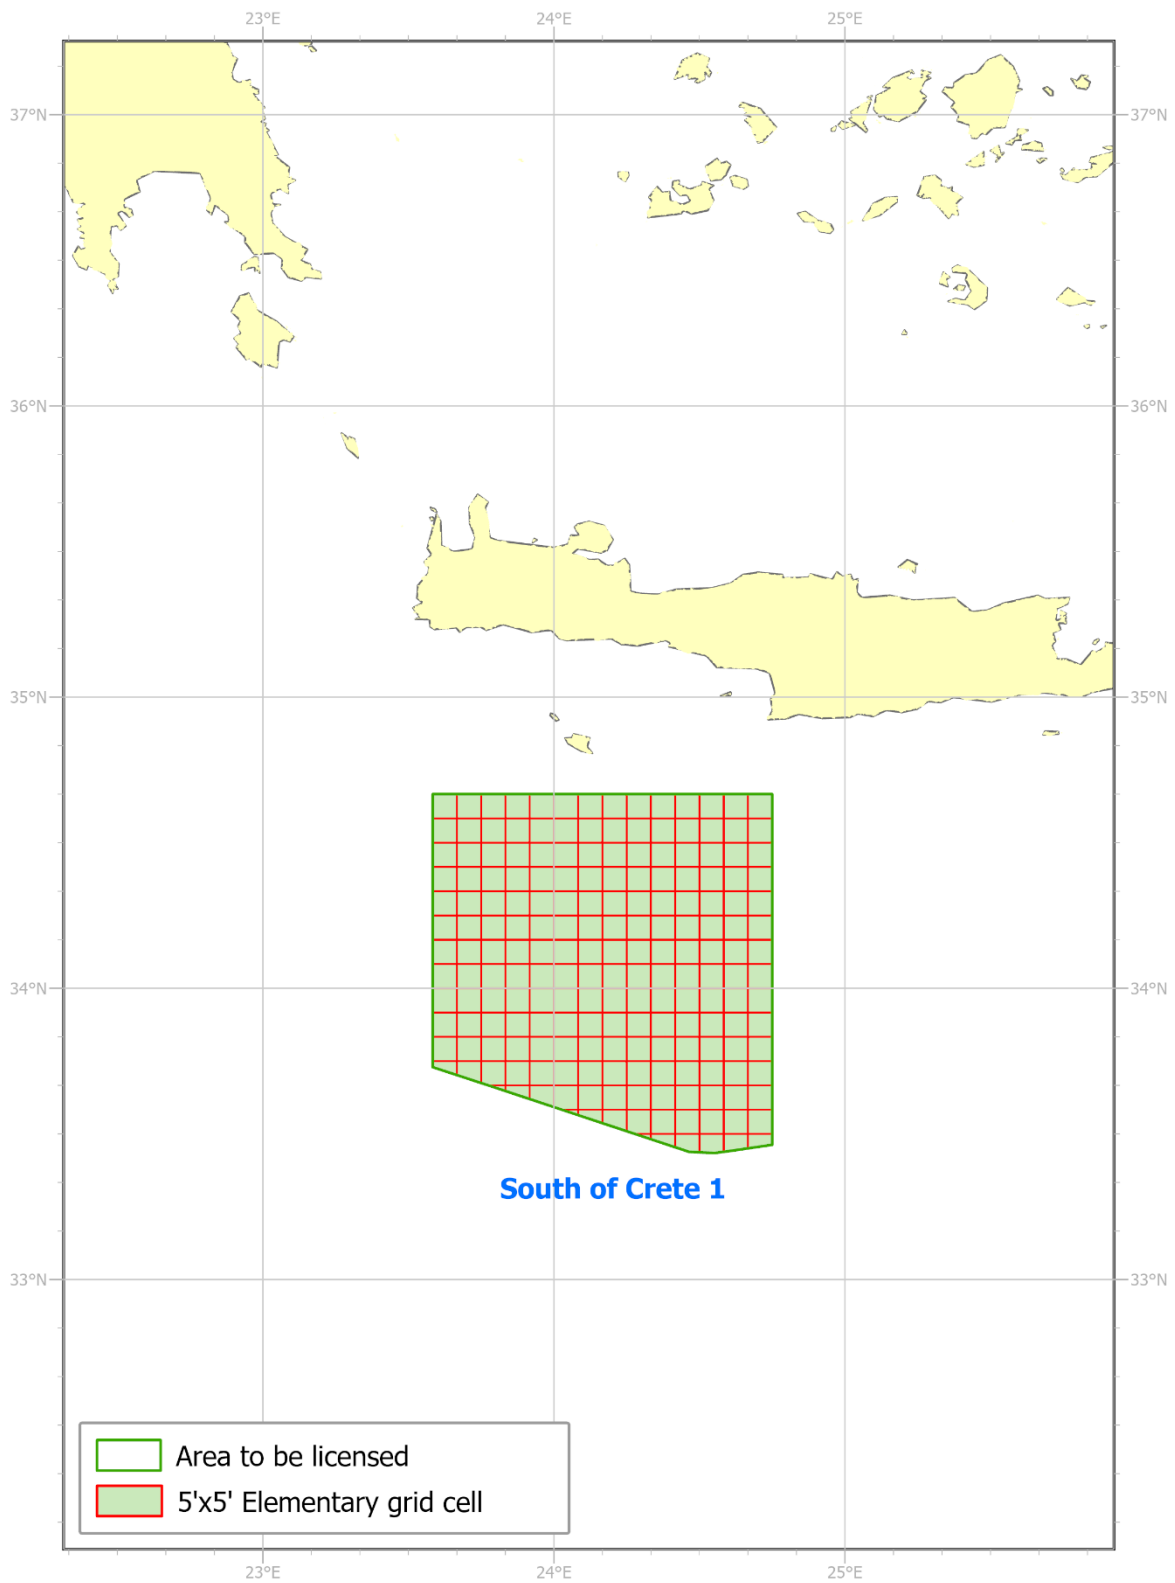 23°E 24°E 25°E
37°N 37°N
36°N 36°N
35°N 35°N
34°N 34°N
South of Crete 1
33°N 33°N
Area to be licensed
5'x5' Elementary grid cell
23°E 24°E 25°E